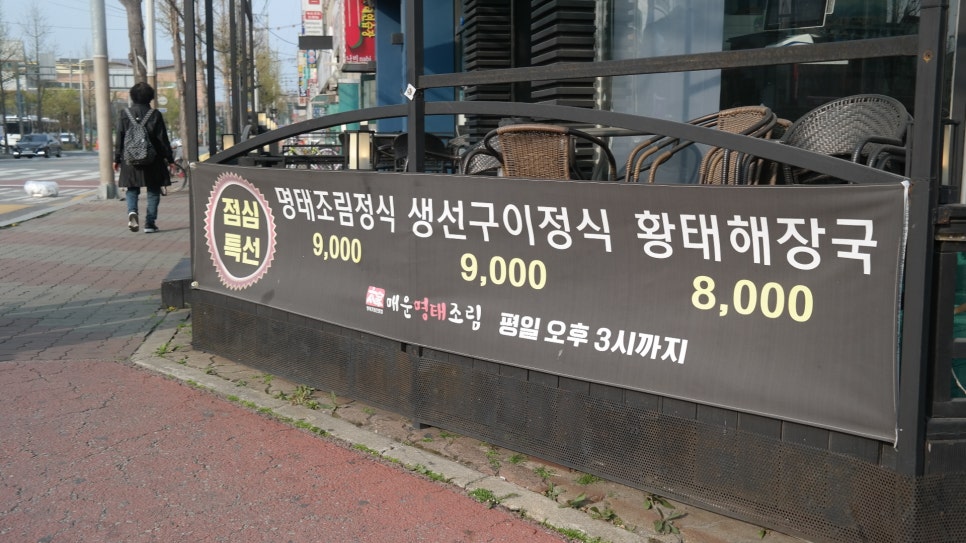 점심
특선
명태조림정식 생선구이정식 황태해장국
9,000 9,000 8,000
매운명태조림 평일 오후 3시까지